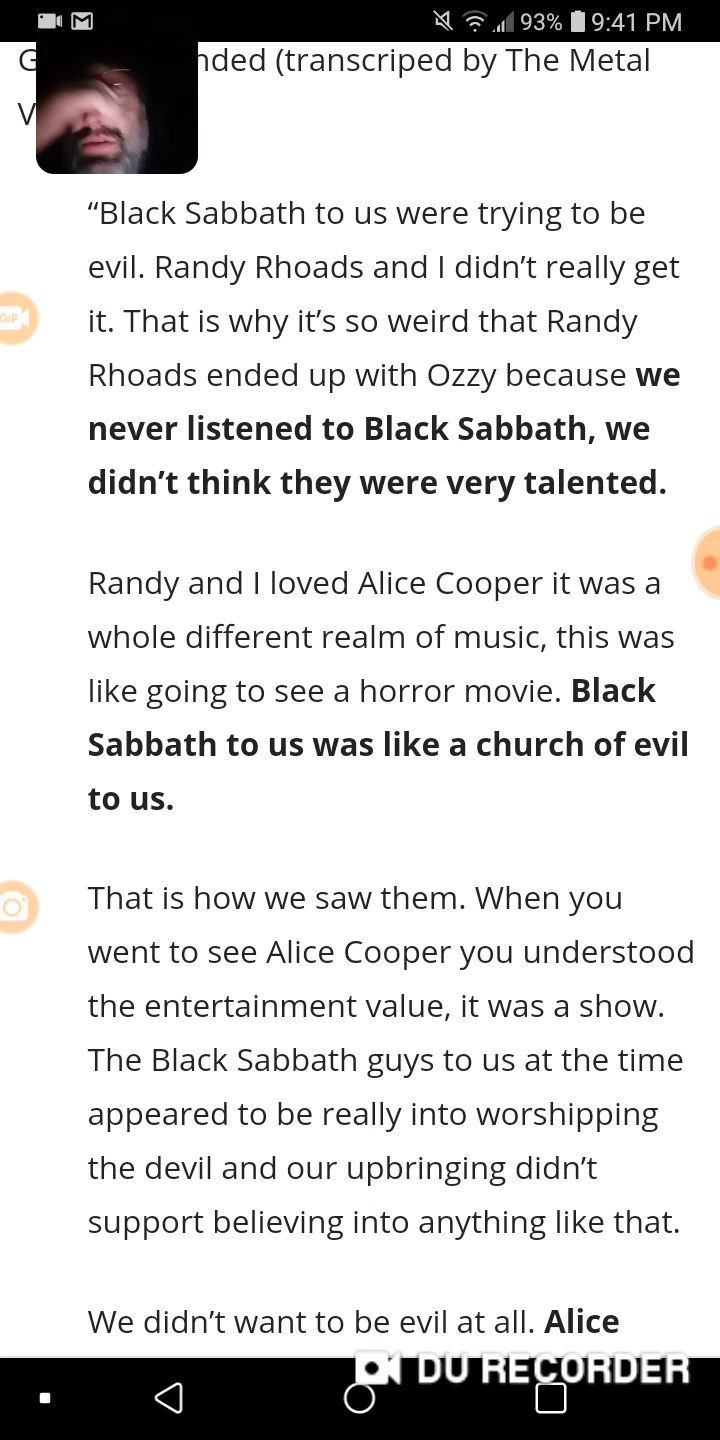 93% 9:41 PM
G nded (transcriped by The Metal
V
“Black Sabbath to us were trying to be
evil. Randy Rhoads and I didn’t really get
it. That is why it’s so weird that Randy
Rhoads ended up with Ozzy because we
never listened to Black Sabbath, we
didn’t think they were very talented.
Randy and I loved Alice Cooper it was a
whole different realm of music, this was
like going to see a horror movie. Black
Sabbath to us was like a church of evil
to us.
That is how we saw them. When you
went to see Alice Cooper you understood
the entertainment value, it was a show.
The Black Sabbath guys to us at the time
appeared to be really into worshipping
the devil and our upbringing didn’t
support believing into anything like that.
We didn’t want to be evil at all. Alice
DU RECORDER
GIF